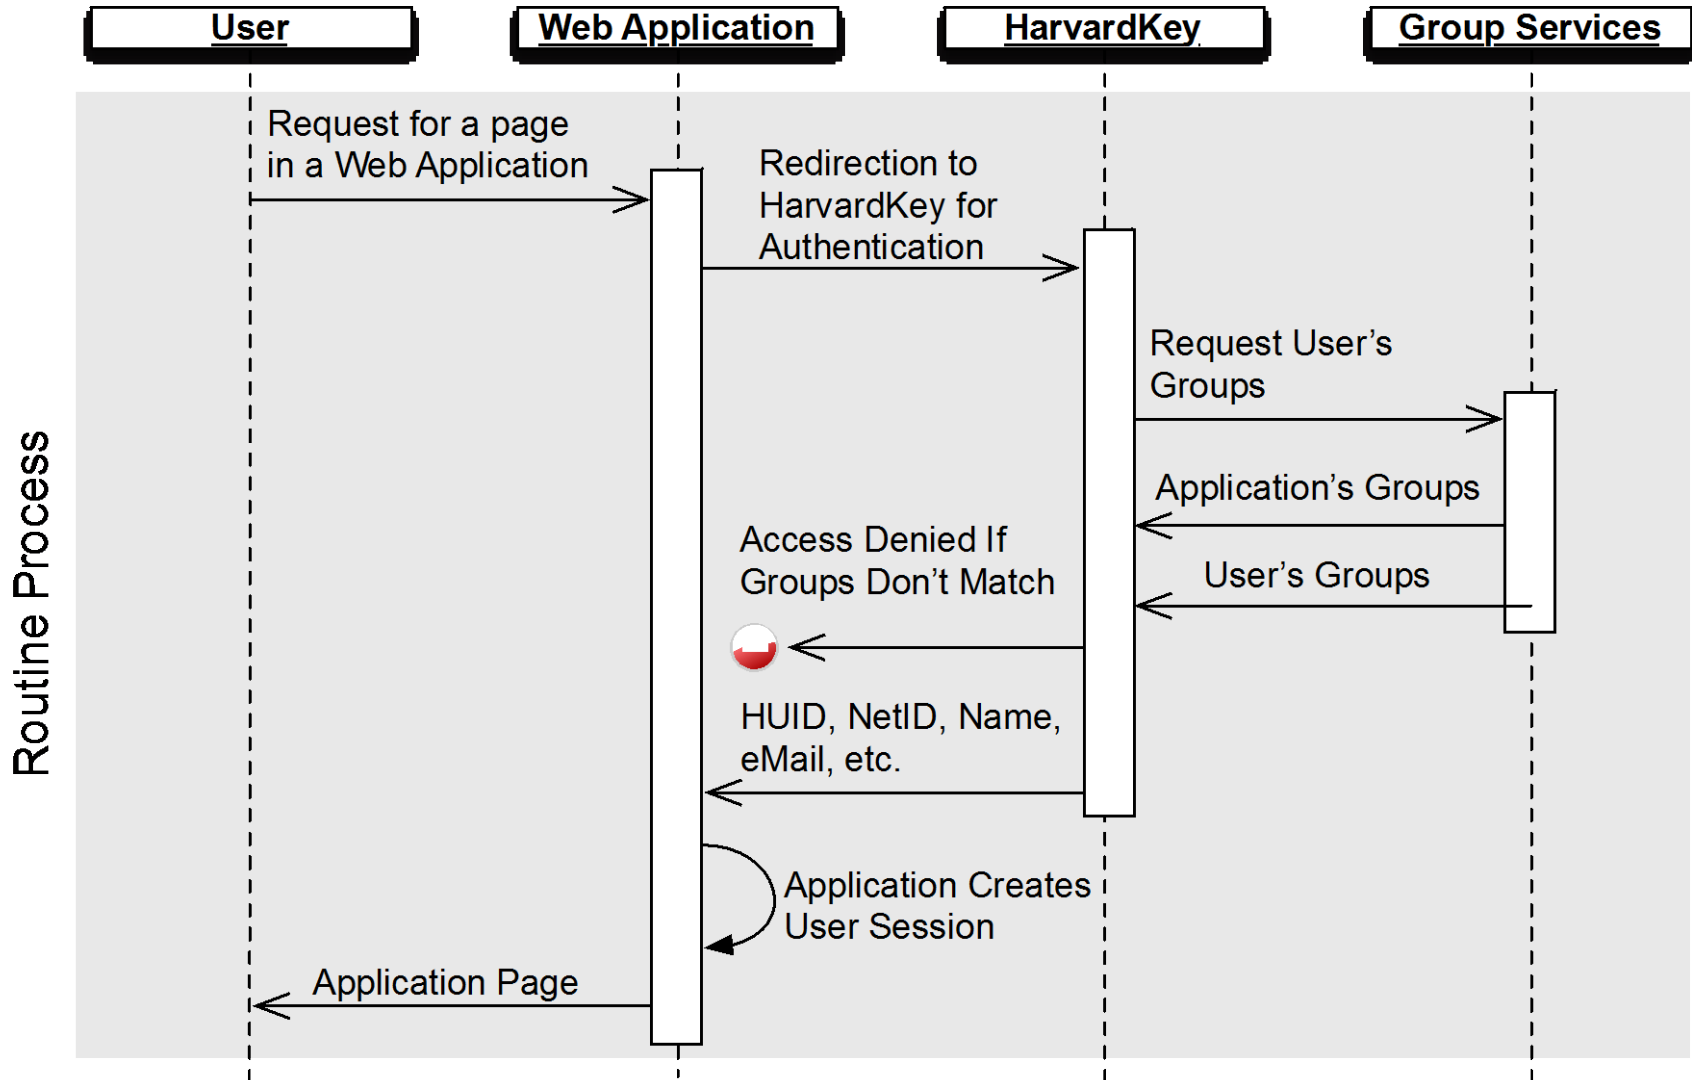 User
Web Application
HarvardKey
Group Services
Request for a page
in a Web Application
Redirection to
HarvardKey for
Authentication
Request User’s
Groups
Application’s Groups
Access Denied If
Groups Don’t Match
User’s Groups
HUID, NetID, Name,
eMail, etc.
Application Creates
User Session
Application Page
Routine Process